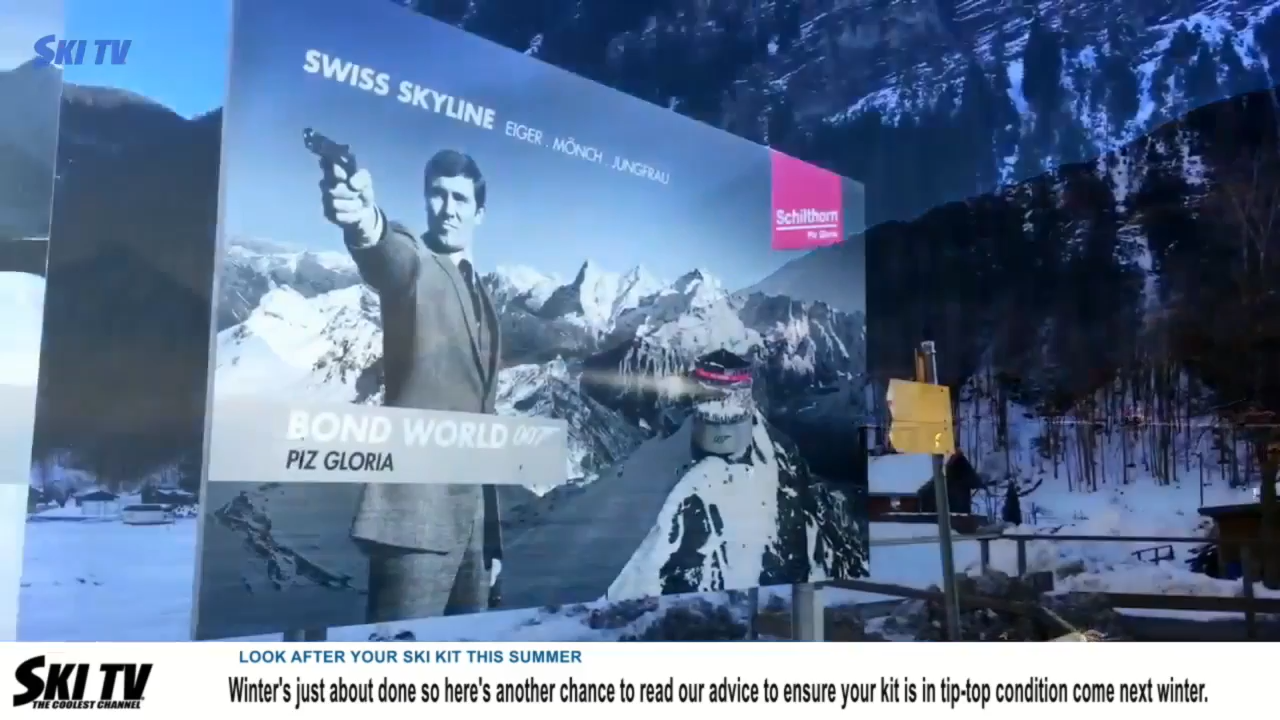 SKI TV
SWISS SKYLINE EIGER . MÖNCH . JUNGFRAU
Schilthorn
Piz Gloria
BOND WORLD 007
PIZ GLORIA
007
LOOK AFTER YOUR SKI KIT THIS SUMMER
SKI TV
THE COOLEST CHANNEL
Winter's just about done so here's another chance to read our advice to ensure your kit is in tip-top condition come next winter.